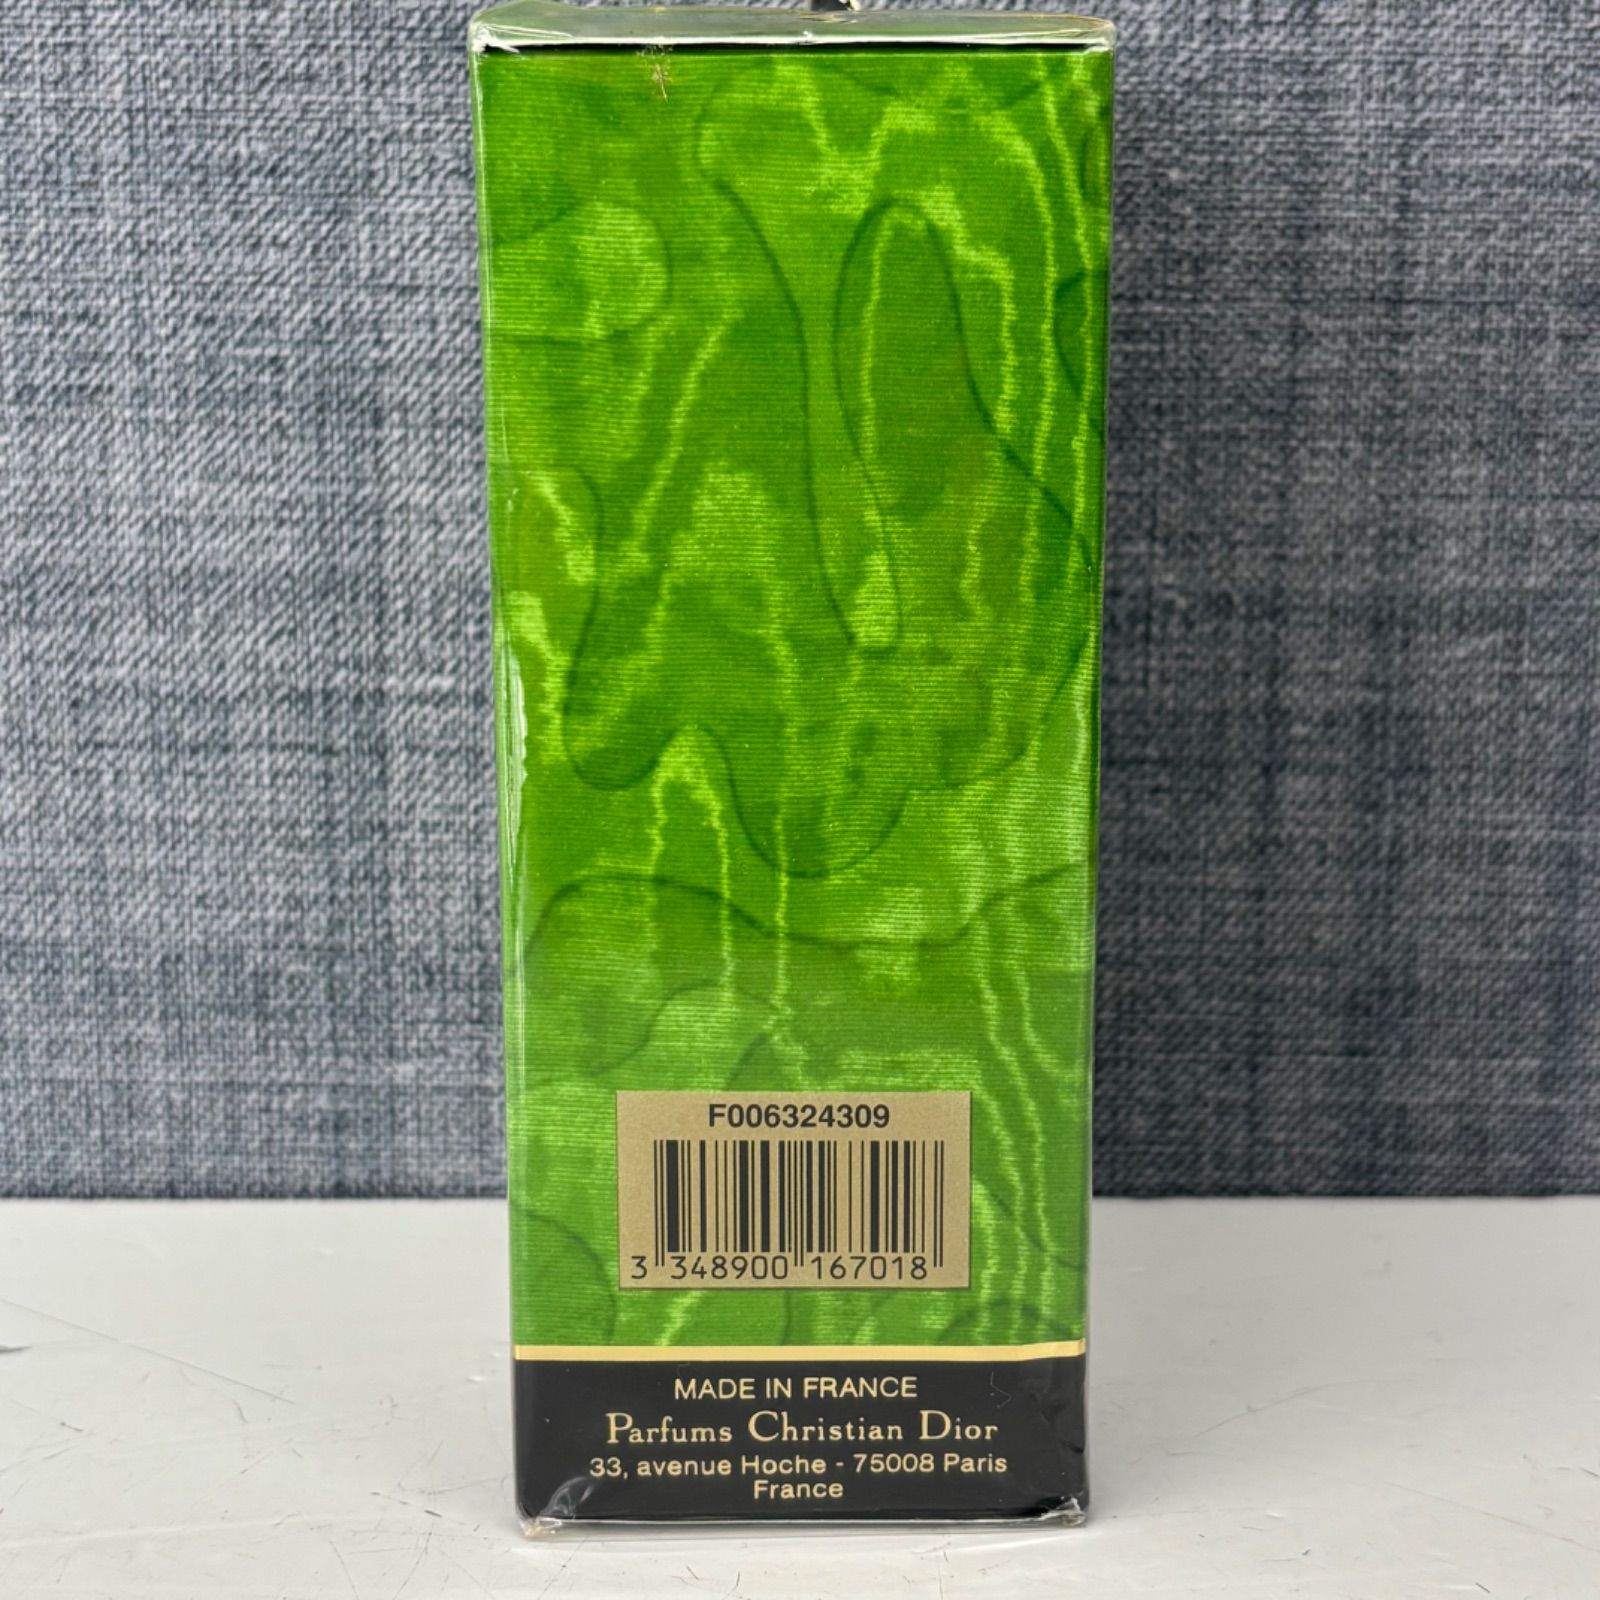 F006324309
3 348900 167018
MADE IN FRANCE
Parfums Christian Dior
33, avenue Hoche - 75008 Paris
France